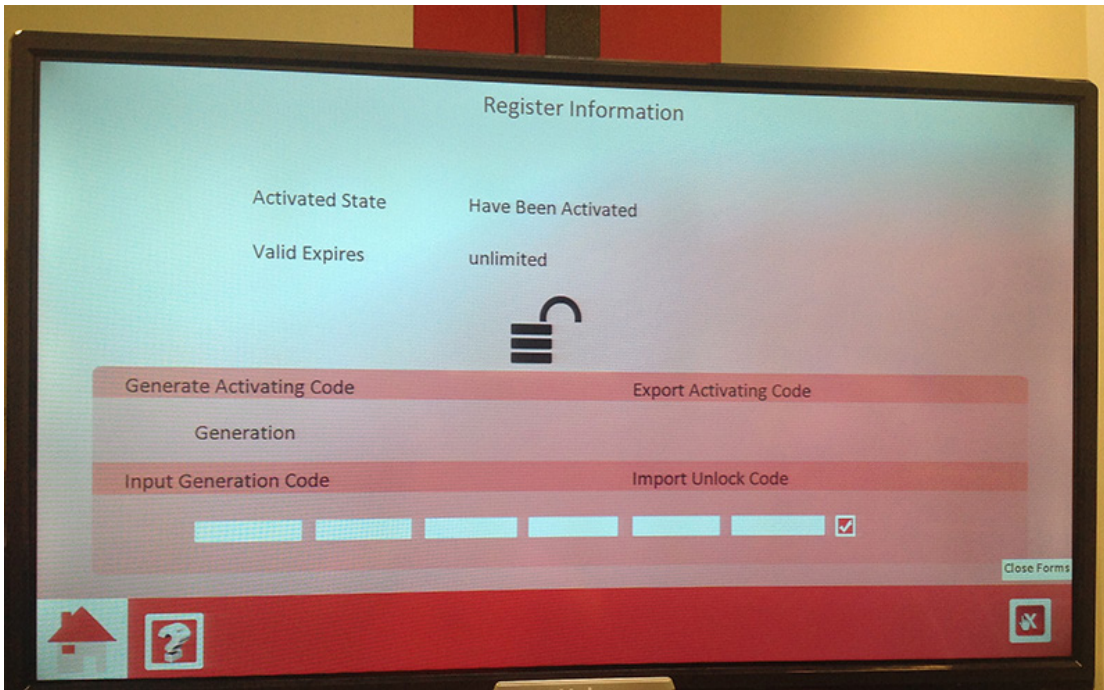 Register Information
Activated State Have Been Activated
Valid Expires unlimited
Generate Activating Code Export Activating Code
Generation
Input Generation Code Import Unlock Code
Close Forms